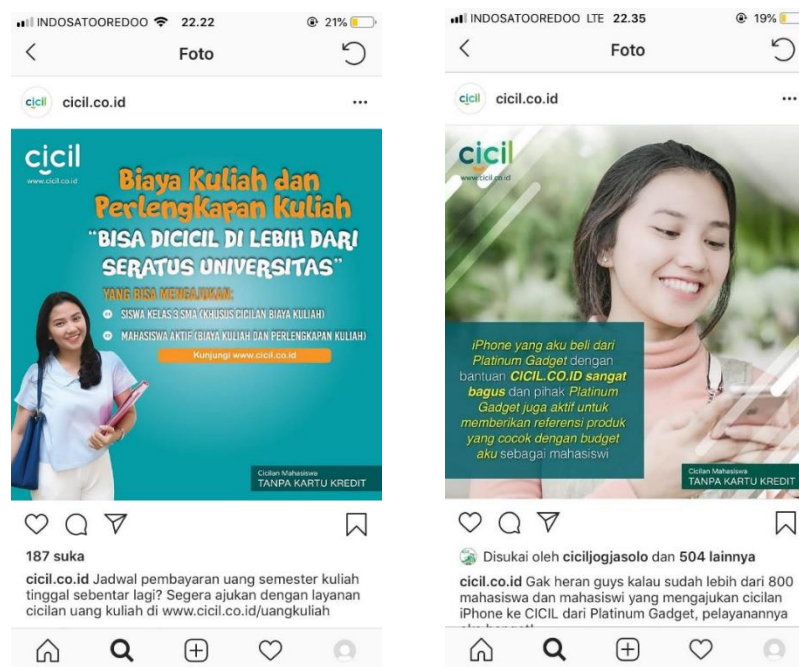 INDOSATOOREDOO 22.22 21%
Foto
cicil cicil.co.id
cicil
www.cicil.co.id
Biaya Kuliah dan
Perlengkapan Kuliah
"BISA DICICIL DI LEBIH DARI
SERATUS UNIVERSITAS"
YANG BISA MENGAJUKAN:
SISWA KELAS 3 SMA (KHUSUS CICILAN BIAYA KULIAH)
MAHASISWA AKTIF (BIAYA KULIAH DAN PERLENGKAPAN KULIAH)
Kunjungi www.cicil.co.id
Cicilan Mahasiswa
TANPA KARTU KREDIT
187 suka
cicil.co.id Jadwal pembayaran uang semester kuliah
tinggal sebentar lagi? Segera ajukan dengan layanan
cicilan uang kuliah di www.cicil.co.id/uangkuliah
INDOSATOOREDOO LTE 22.35 19%
Foto
cicil cicil.co.id
cicil
www.cicil.co.id
iPhone yang aku beli dari
Platinum Gadget dengan
bantuan CICIL.CO.ID sangat
bagus dan pihak Platinum
Gadget juga aktif untuk
memberikan referensi produk
yang cocok dengan budget
aku sebagai mahasiswi
Cicilan Mahasiswa
TANPA KARTU KREDIT
Disukai oleh ciciljogjasolo dan 504 lainnya
cicil.co.id Gak heran guys kalau sudah lebih dari 800
mahasiswa dan mahasiswi yang mengajukan cicilan
iPhone ke CICIL dari Platinum Gadget, pelayanannya